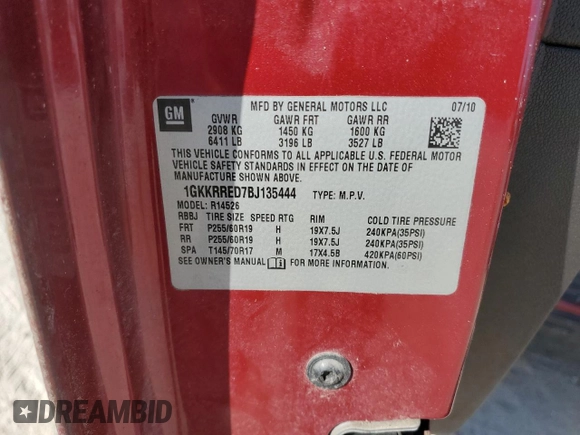 GM
MFD BY GENERAL MOTORS LLC 07/10
GVWR GAWR FRT GAWR RR
2908 KG 1450 KG 1600 KG
6411 LB 3196 LB 3527 LB
THIS VEHICLE CONFORMS TO ALL APPLICABLE U.S. FEDERAL MOTOR
VEHICLE SAFETY STANDARDS IN EFFECT ON THE DATE OF
MANUFACTURE SHOWN ABOVE.
1GKKRRED7BJ135444 TYPE: M.P.V.
MODEL: R14526
RBBJ TIRE SIZE SPEED RTG RIM COLD TIRE PRESSURE
FRT P255/60R19 H 19X7.5J 240KPA(35PSI)
RR P255/60R19 H 19X7.5J 240KPA(35PSI)
SPA T145/70R17 M 17X4.5B 420KPA(60PSI)
SEE OWNER'S MANUAL FOR MORE INFORMATION.
DREAMBID